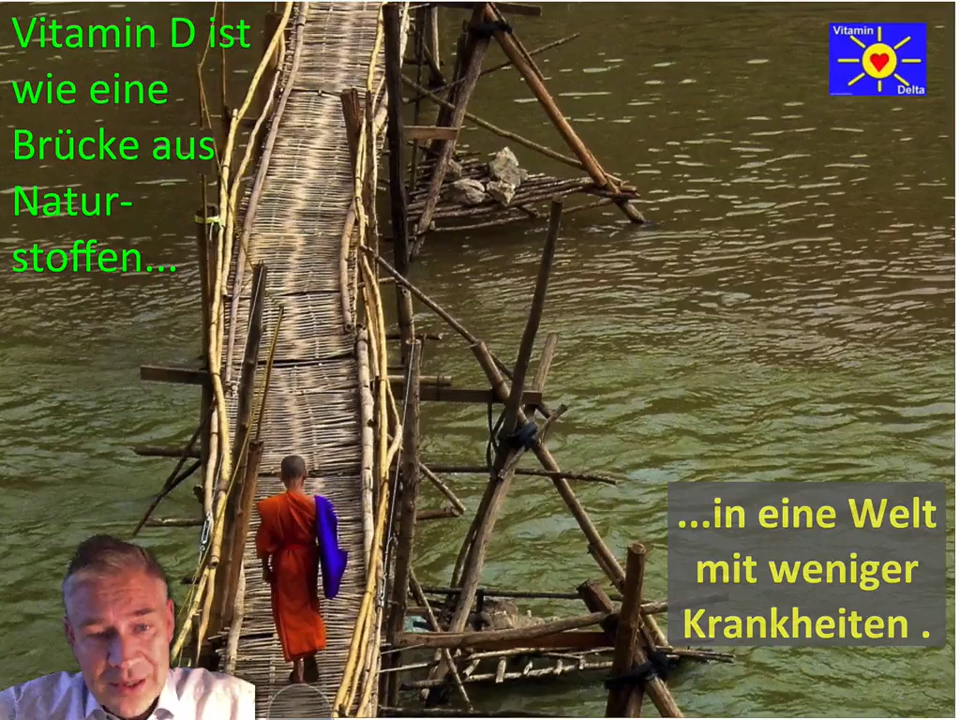 Vitamin D ist
wie eine
Brücke aus
Natur-
stoffen...
Vitamin
Delta
...in eine Welt
mit weniger
Krankheiten .